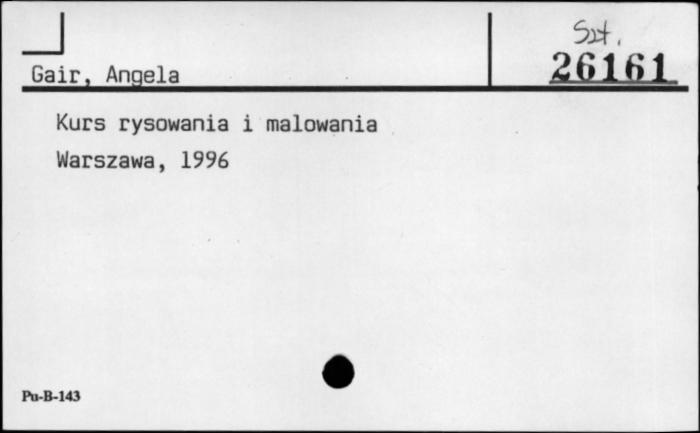 Szt.
26161
Gair, Angela
Kurs rysowania i malowania
Warszawa, 1996
Pu-B-143